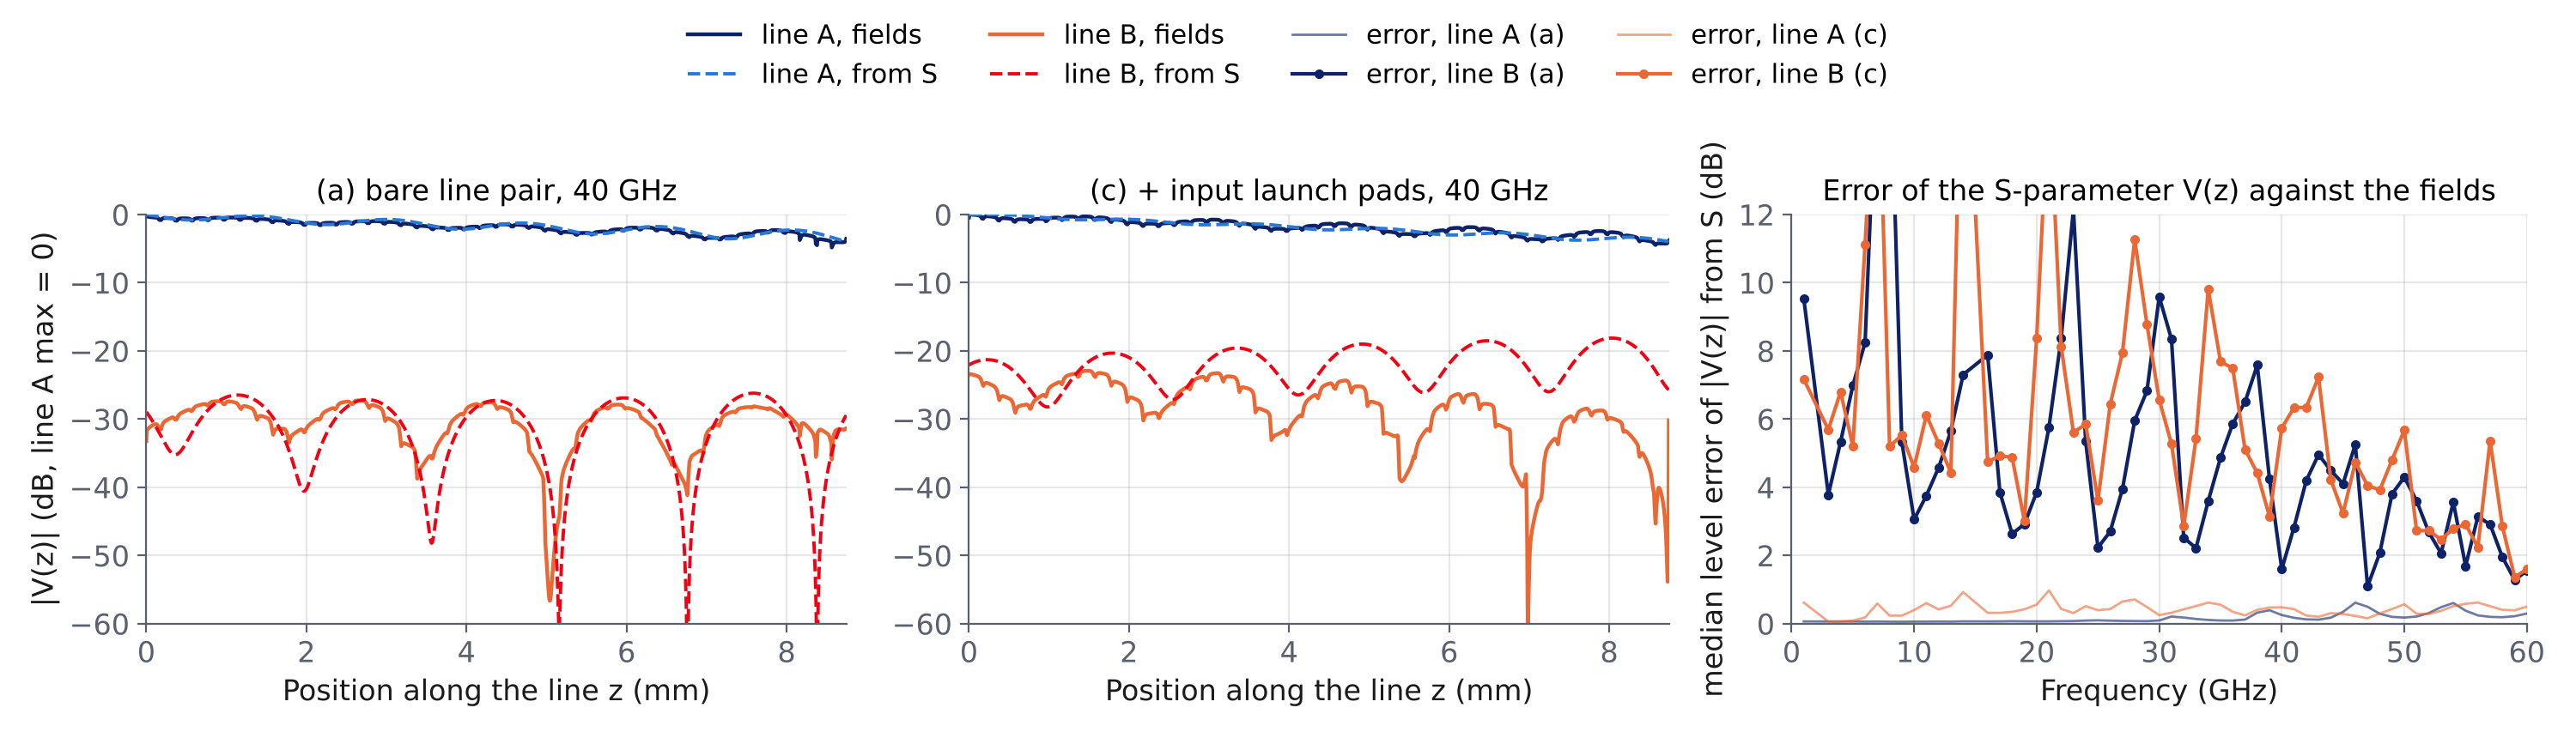 line A, fields
line A, from S
line B, fields
line B, from S
error, line A (a)
error, line B (a)
error, line A (c)
error, line B (c)
(a) bare line pair, 40 GHz
|V(z)| (dB, line A max = 0)
0
−10
−20
−30
−40
−50
−60
0 2 4 6 8
Position along the line z (mm)
(c) + input launch pads, 40 GHz
0
−10
−20
−30
−40
−50
−60
0 2 4 6 8
Position along the line z (mm)
Error of the S-parameter V(z) against the fields
median level error of |V(z)| from S (dB)
12
10
8
6
4
2
0
0 10 20 30 40 50 60
Frequency (GHz)